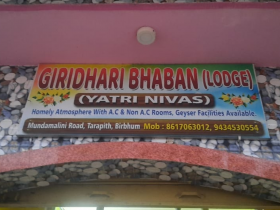 GIRIDHARI BHABAN (LODGE)
(YATRI NIVAS)
Homely Atmosphere With A.C & Non A.C Rooms, Geyser Facilities Available.
Mundamalini Road, Tarapith, Birbhum Mob : 8617063012, 9434530554